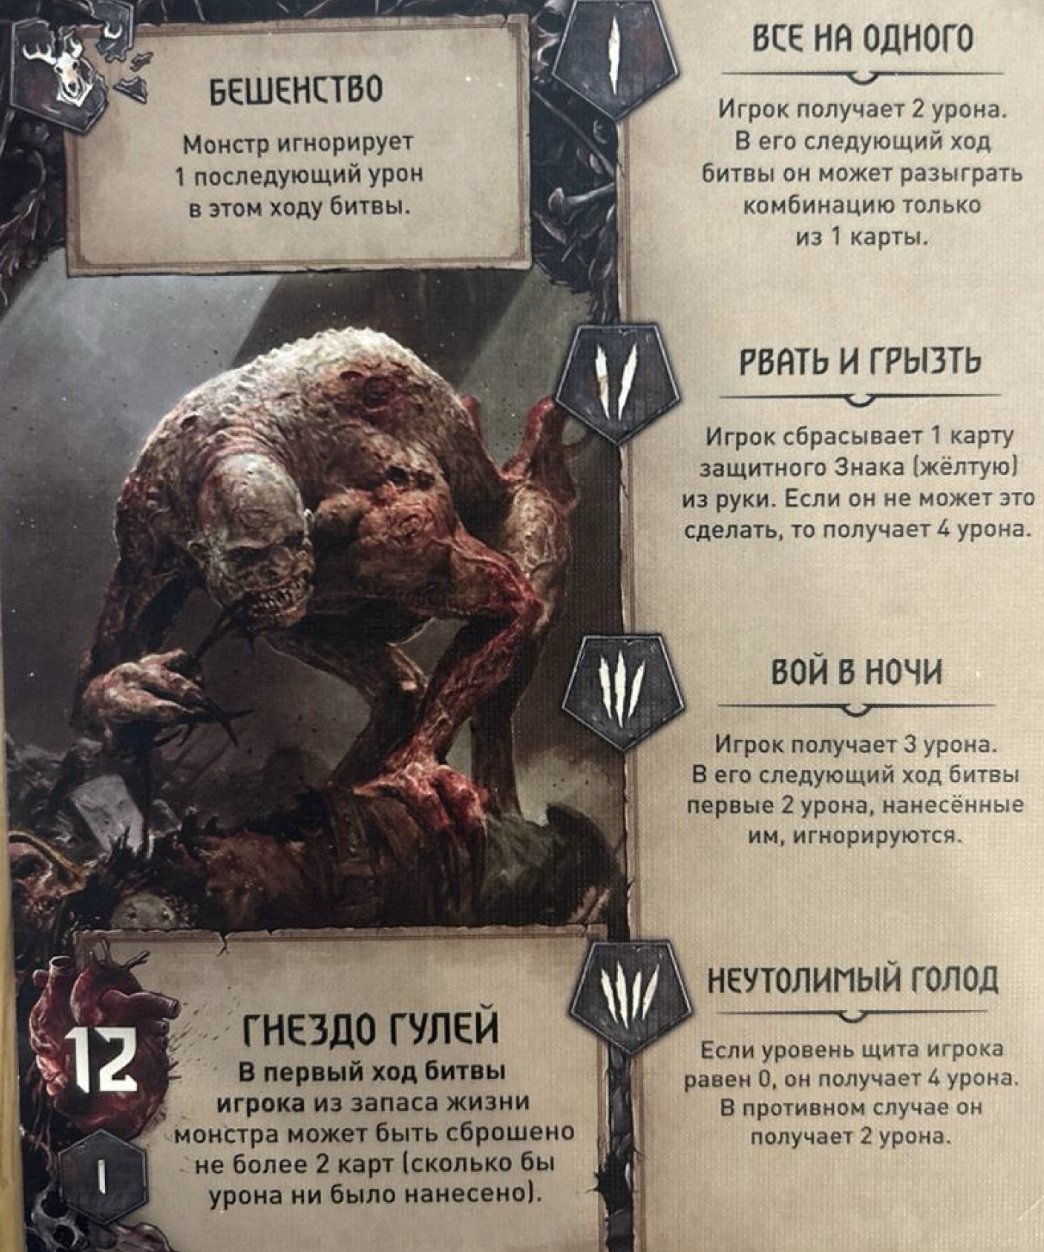 БЕШЕНСТВО
Монстр игнорирует
1 последующий урон
в этом ходу битвы.
ВСЕ НА ОДНОГО
Игрок получает 2 урона.
В его следующий ход
битвы он может разыграть
комбинацию только
из 1 карты.
РВАТЬ И ГРЫЗТЬ
Игрок сбрасывает 1 карту
защитного Знака (жёлтую)
из руки. Если он не может это
сделать, то получает 4 урона.
ВОЙ В НОЧИ
Игрок получает 3 урона.
В его следующий ход битвы
первые 2 урона, нанесённые
им, игнорируются.
НЕУТОЛИМЫЙ ГОЛОД
Если уровень щита игрока
равен 0, он получает 4 урона.
В противном случае он
получает 2 урона.
12
I
ГНЕЗДО ГУЛЕЙ
В первый ход битвы
игрока из запаса жизни
монстра может быть сброшено
не более 2 карт (сколько бы
урона ни было нанесено).